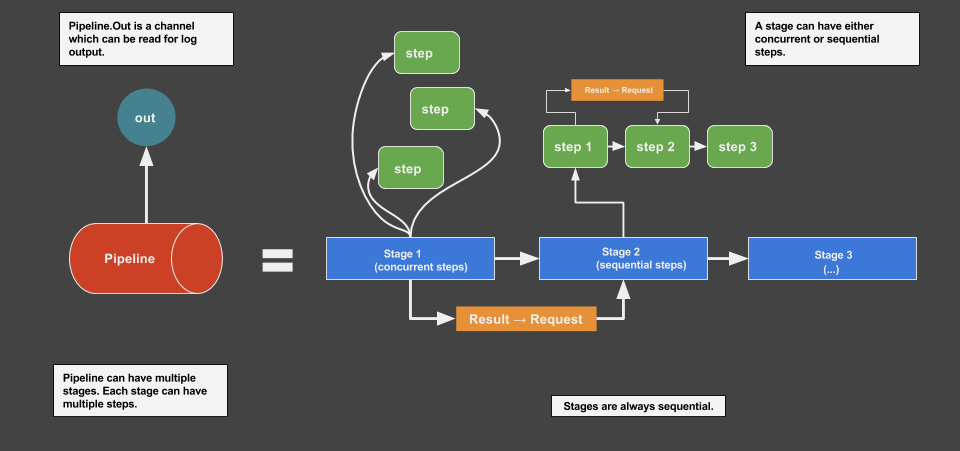 Pipeline.Out is a channel
which can be read for log
output.
A stage can have either
concurrent or sequential
steps.
out
step
step
step
Result → Request
step 1
step 2
step 3
Pipeline
=
Stage 1
(concurrent steps)
Stage 2
(sequential steps)
Stage 3
(...)
Result → Request
Pipeline can have multiple
stages. Each stage can have
multiple steps.
Stages are always sequential.